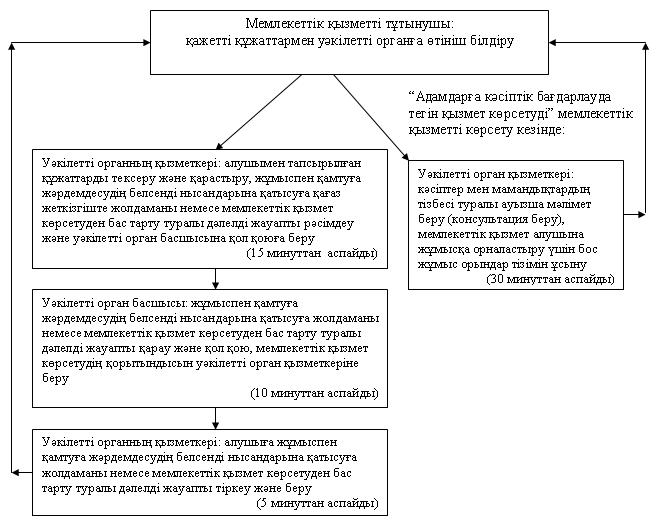 Мемлекеттік қызметті тұтынушы:
қажетті құжаттармен уәкілетті органға өтініш білдіру
“Адамдарға кәсіптік бағдарлауда
тегін қызмет көрсетуді” мемлекеттік
қызметті көрсету кезінде:
Уәкілетті органның қызметкері: алушымен тапсырылған
құжаттарды тексеру және қарастыру, жұмыспен қамтуға
жәрдемдесудің белсенді нысандарына қатысуға қағаз
жеткізгіште жолдаманы немесе мемлекеттік қызмет
көрсетуден бас тарту туралы дәлелді жауапты рәсімдеу
және уәкілетті орган басшысына қол қоюға беру
(15 минуттан аспайды)
Уәкілетті орган қызметкері:
кәсіптер мен мамандықтардың
тізбесі туралы ауызша мәлімет
беру (консультация беру),
мемлекеттік қызмет алушына
жұмысқа орналастыру үшін бос
жұмыс орындар тізімін ұсыну
(30 минуттан аспайды)
Уәкілетті орган басшысы: жұмыспен қамтуға
жәрдемдесудің белсенді нысандарына қатысуға жолдаманы
немесе мемлекеттік қызмет көрсетуден бас тарту туралы
дәлелді жауапты қарау және қол қою, мемлекеттік қызмет
көрсетудің қорытындысын уәкілетті орган қызметкеріне
беру
(10 минуттан аспайды)
Уәкілетті органның қызметкері: алушыға жұмыспен
қамтуға жәрдемдесудің белсенді нысандарына қатысуға
жолдаманы немесе мемлекеттік қызмет көрсетуден бас
тарту туралы дәлелді жауапты тіркеу және беру
(5 минуттан аспайды)